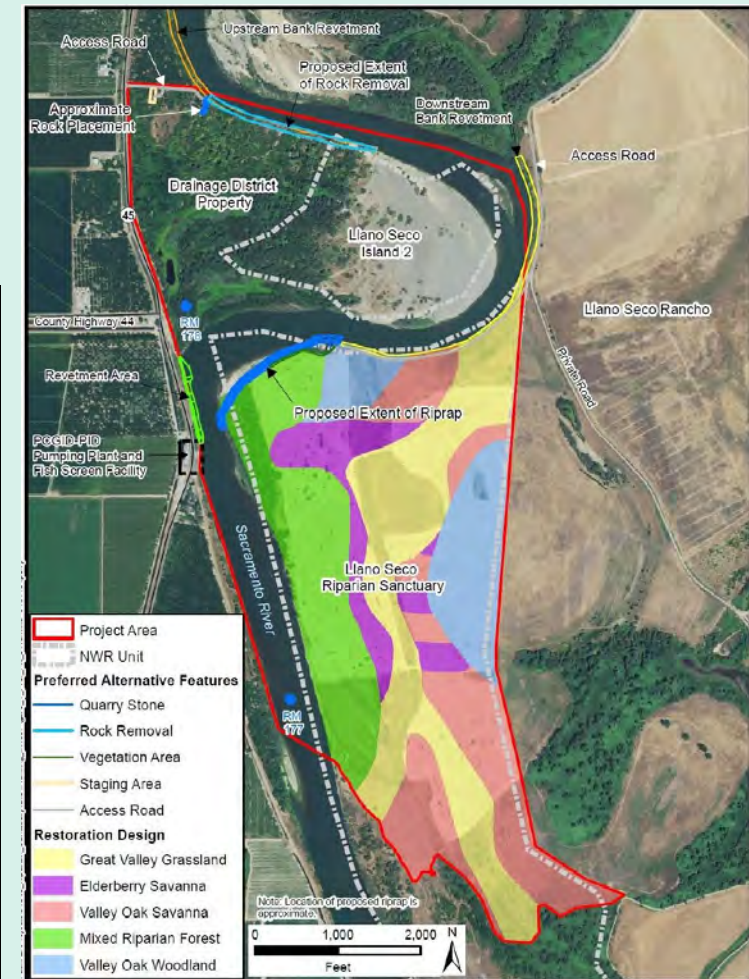 Upstream Bank Revetment
Access Road
Proposed Extent
of Rock Removal
Approximate
Rock Placement
Downstream
Bank Revetment
Access Road
Drainage District
Property
Llano Seco
Island 2
45
County Highway 44
RM
178
Llano Seco Rancho
Private Road
Revetment Area
Proposed Extent of Riprap
PCGID-PID
Pumping Plant and
Fish Screen Facility
Sacramento River
Llano Seco
Riparian Sanctuary
RM
177
Project Area
NWR Unit
Preferred Alternative Features
Quarry Stone
Rock Removal
Vegetation Area
Staging Area
Access Road
Restoration Design
Great Valley Grassland
Elderberry Savanna
Valley Oak Savanna
Mixed Riparian Forest
Valley Oak Woodland
Note: Location of proposed riprap is
approximate.
0 1,000 2,000
Feet
N